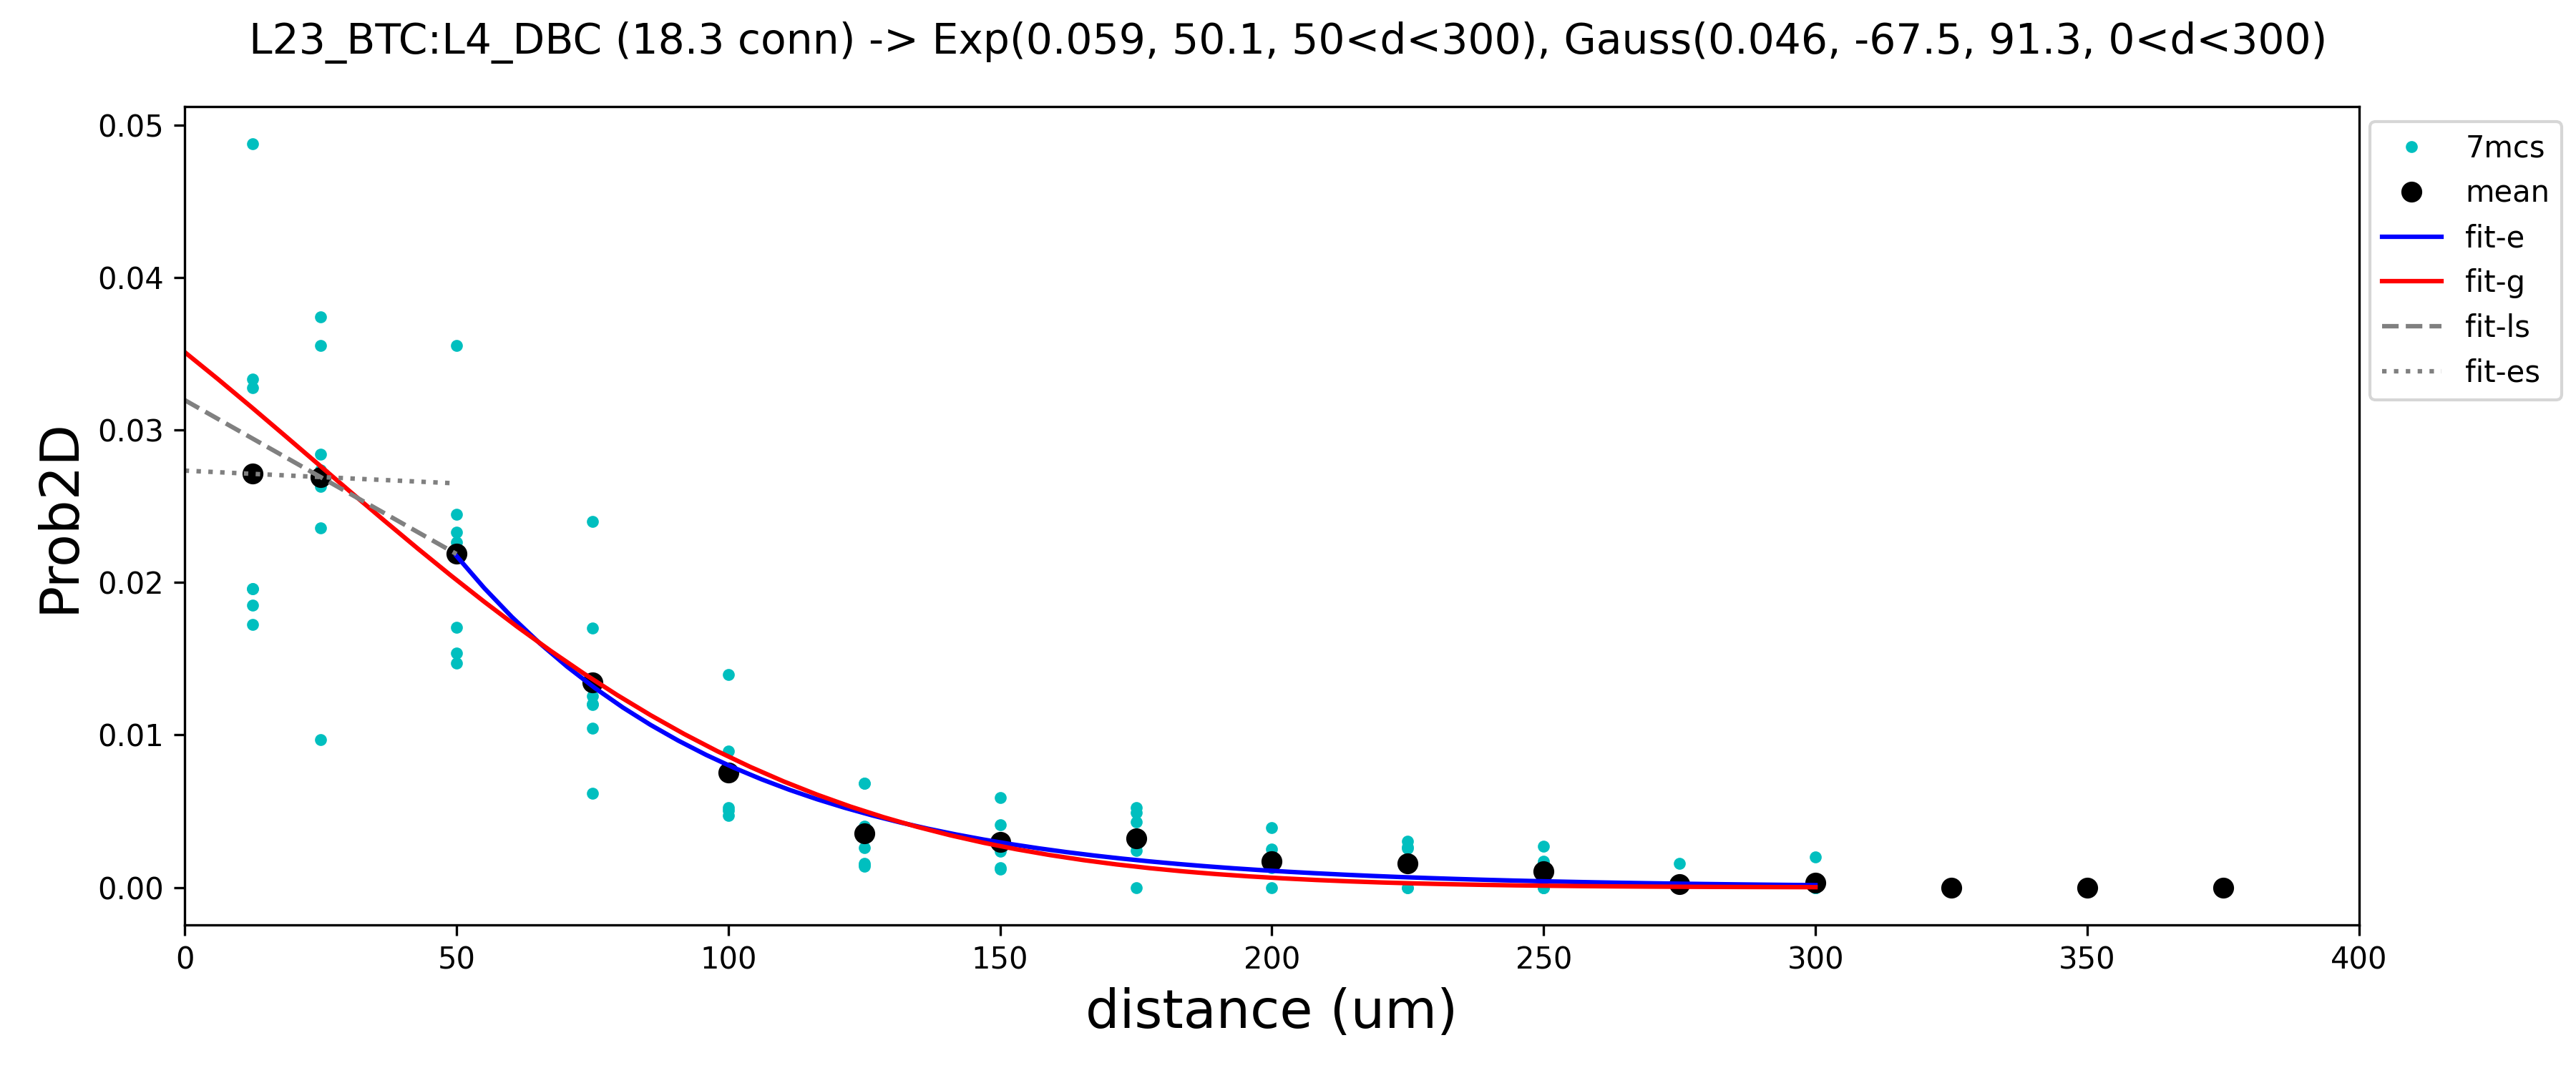 L23_BTC:L4_DBC (18.3 conn) -> Exp(0.059, 50.1, 50<d<300), Gauss(0.046, -67.5, 91.3, 0<d<300)
0.05
0.04
0.03
0.02
0.01
0.00
Prob2D
0 50 100 150 200 250 300 350 400
distance (um)
7mcs
mean
fit-e
fit-g
fit-ls
fit-es